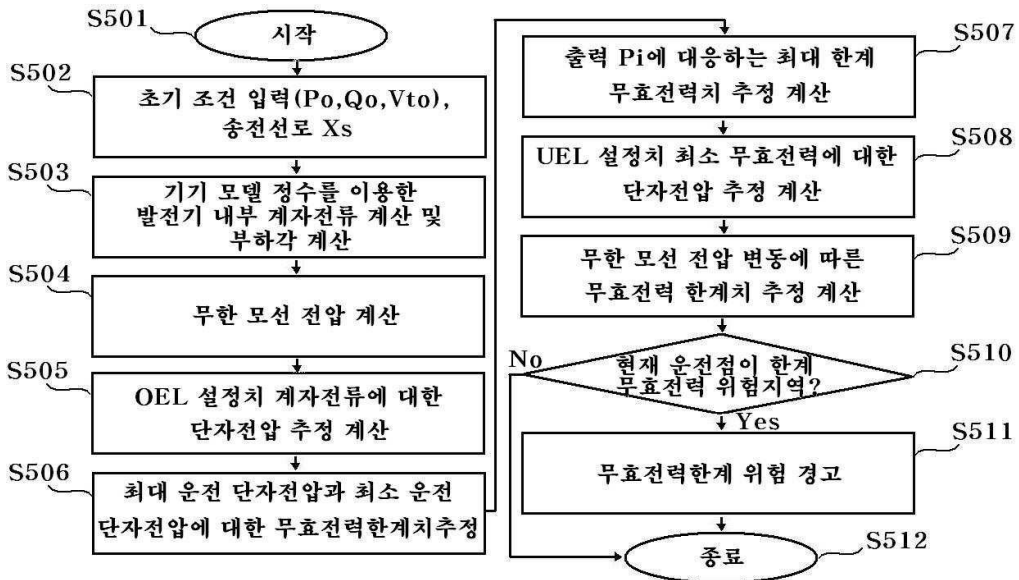 S501
시작
S502
초기 조건 입력(Po,Qo,Vto),
송전선로 Xs
S503
기기 모델 정수를 이용한
발전기 내부 계자전류 계산 및
부하각 계산
S504
무한 모선 전압 계산
S505
OEL 설정치 계자전류에 대한
단자전압 추정 계산
S506
최대 운전 단자전압과 최소 운전
단자전압에 대한 무효전력한계치추정
S507
출력 Pi에 대응하는 최대 한계
무효전력치 추정 계산
S508
UEL 설정치 최소 무효전력에 대한
단자전압 추정 계산
S509
무한 모선 전압 변동에 따른
무효전력 한계치 추정 계산
S510
No
현재 운전점이 한계
무효전력 위험지역?
Yes
S511
무효전력한계 위험 경고
S512
종료